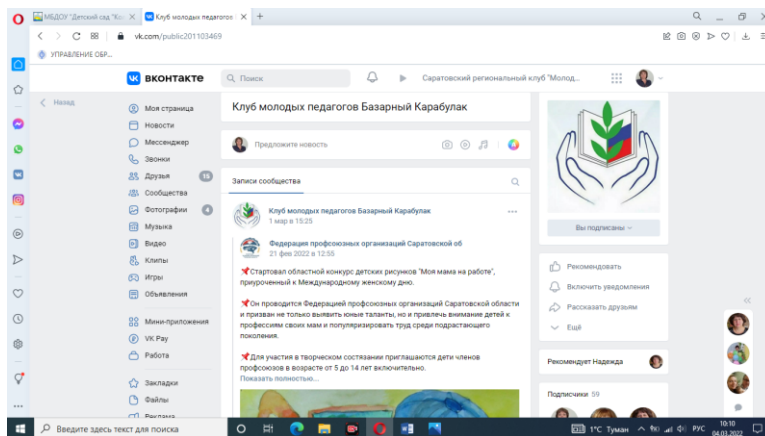 МБДОУ "Детский сад "Кол
Клуб молодых педагогов
vk.com/public201103469
УПРАВЛЕНИЕ ОБР...
ВКОНТАКТЕ
Поиск
Саратовский региональный клуб "Молод...
Назад
Моя страница
Новости
Мессенджер
Звонки
Друзья 15
Сообщества
Фотографии 4
Музыка
Видео
Клипы
Игры
Объявления
Мини-приложения
VK Pay
Работа
Закладки
Файлы
Реклама
Клуб молодых педагогов Базарный Карабулак
Предложите новость
Записи сообщества
Клуб молодых педагогов Базарный Карабулак
1 мар в 15:25
Федерация профсоюзных организаций Саратовской об
21 фев 2022 в 12:55
Стартовал областной конкурс детских рисунков "Моя мама на работе",
приуроченный к Международному женскому дню.
Он проводится Федерацией профсоюзных организаций Саратовской области
и призван не только выявить юные таланты, но и привлечь внимание детей к
профессиям своих мам и популяризировать труд среди подрастающего
поколения.
Для участия в творческом состязании приглашаются дети членов
профсоюзов в возрасте от 5 до 14 лет включительно.
Показать полностью...
Вы подписаны
Рекомендовать
Включить уведомления
Рассказать друзьям
Ещё
Рекомендует Надежда
Подписчики 59
Введите здесь текст для поиска
1°C Туман
РУС
10:10
04.03.2022